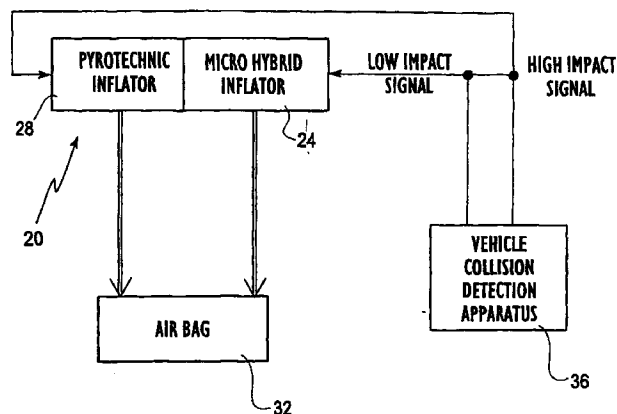 PYROTECHNIC
INFLATOR
MICRO HYBRID
INFLATOR
LOW IMPACT
SIGNAL
HIGH IMPACT
SIGNAL
28
24
20
VEHICLE
COLLISION
DETECTION
APPARATUS
AIR BAG
36
32